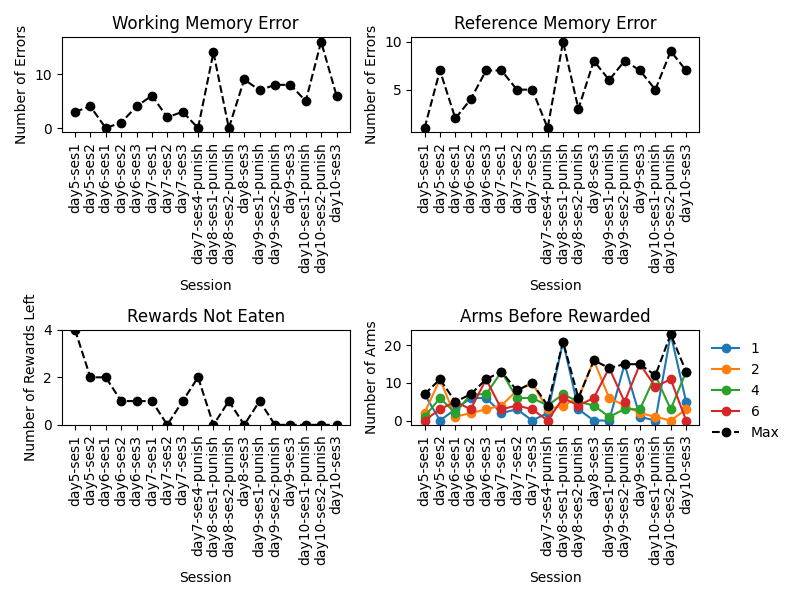 Working Memory Error
Number of Errors
10
0
day5-ses1
day5-ses2
day6-ses1
day6-ses2
day6-ses3
day7-ses1
day7-ses2
day7-ses3
day7-ses4-punish
day8-ses1-punish
day8-ses2-punish
day8-ses3
day9-ses1-punish
day9-ses2-punish
day9-ses3
day10-ses1-punish
day10-ses2-punish
day10-ses3
Session
Reference Memory Error
Number of Errors
10
5
day5-ses1
day5-ses2
day6-ses1
day6-ses2
day6-ses3
day7-ses1
day7-ses2
day7-ses3
day7-ses4-punish
day8-ses1-punish
day8-ses2-punish
day8-ses3
day9-ses1-punish
day9-ses2-punish
day9-ses3
day10-ses1-punish
day10-ses2-punish
day10-ses3
Session
Rewards Not Eaten
Number of Rewards Left
4
2
0
day5-ses1
day5-ses2
day6-ses1
day6-ses2
day6-ses3
day7-ses1
day7-ses2
day7-ses3
day7-ses4-punish
day8-ses1-punish
day8-ses2-punish
day8-ses3
day9-ses1-punish
day9-ses2-punish
day9-ses3
day10-ses1-punish
day10-ses2-punish
day10-ses3
Session
Arms Before Rewarded
Number of Arms
20
10
0
day5-ses1
day5-ses2
day6-ses1
day6-ses2
day6-ses3
day7-ses1
day7-ses2
day7-ses3
day7-ses4-punish
day8-ses1-punish
day8-ses2-punish
day8-ses3
day9-ses1-punish
day9-ses2-punish
day9-ses3
day10-ses1-punish
day10-ses2-punish
day10-ses3
Session
1
2
4
6
Max